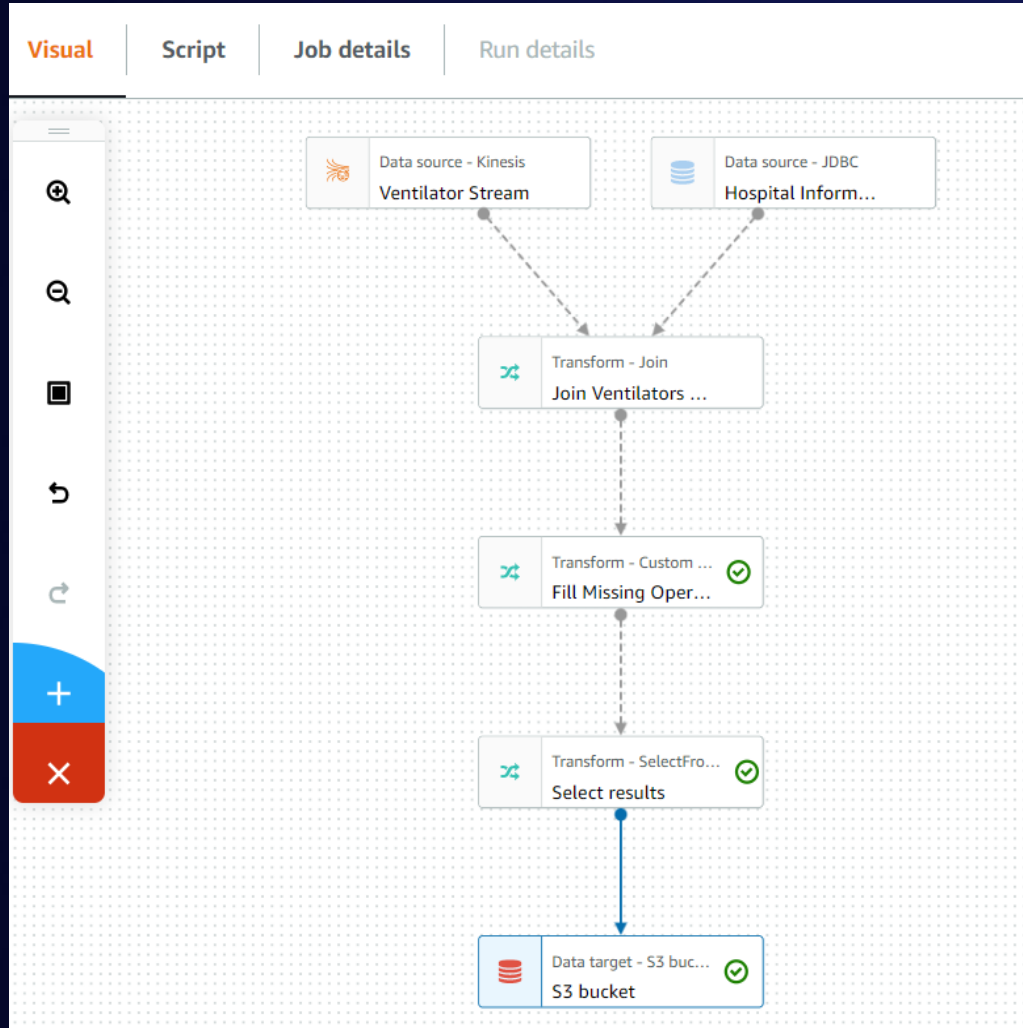 Visual Script Job details Run details
Data source - Kinesis
Ventilator Stream
Data source - JDBC
Hospital Inform...
Transform - Join
Join Ventilators ...
Transform - Custom ...
Fill Missing Oper...
Transform - SelectFro...
Select results
Data target - S3 buc...
S3 bucket